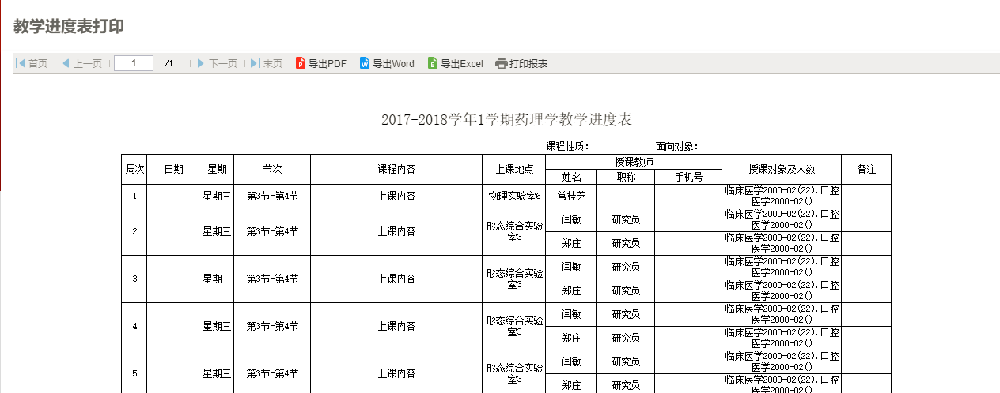 教学进度表打印
首页 上一页 1 /1 下一页 末页 导出PDF 导出Word 导出Excel 打印报表
2017-2018学年1学期药理学教学进度表
课程性质： 面向对象：
周次 日期 星期 节次 课程内容 上课地点 授课教师 授课对象及人数 备注
姓名 职称 手机号
1 星期三 第3节-第4节 上课内容 物理实验室6 常桂芝 临床医学2000-02(22),口腔
医学2000-02()
2 星期三 第3节-第4节 上课内容 形态综合实验
室3
闫敏 研究员 临床医学2000-02(22),口腔
医学2000-02()
郑庄 研究员 临床医学2000-02(22),口腔
医学2000-02()
3 星期三 第3节-第4节 上课内容 形态综合实验
室3
闫敏 研究员 临床医学2000-02(22),口腔
医学2000-02()
郑庄 研究员 临床医学2000-02(22),口腔
医学2000-02()
4 星期三 第3节-第4节 上课内容 形态综合实验
室3
闫敏 研究员 临床医学2000-02(22),口腔
医学2000-02()
郑庄 研究员 临床医学2000-02(22),口腔
医学2000-02()
5 星期三 第3节-第4节 上课内容 形态综合实验
室3
闫敏 研究员 临床医学2000-02(22),口腔
医学2000-02()
郑庄 研究员 临床医学2000-02(22),口腔
医学2000-02()